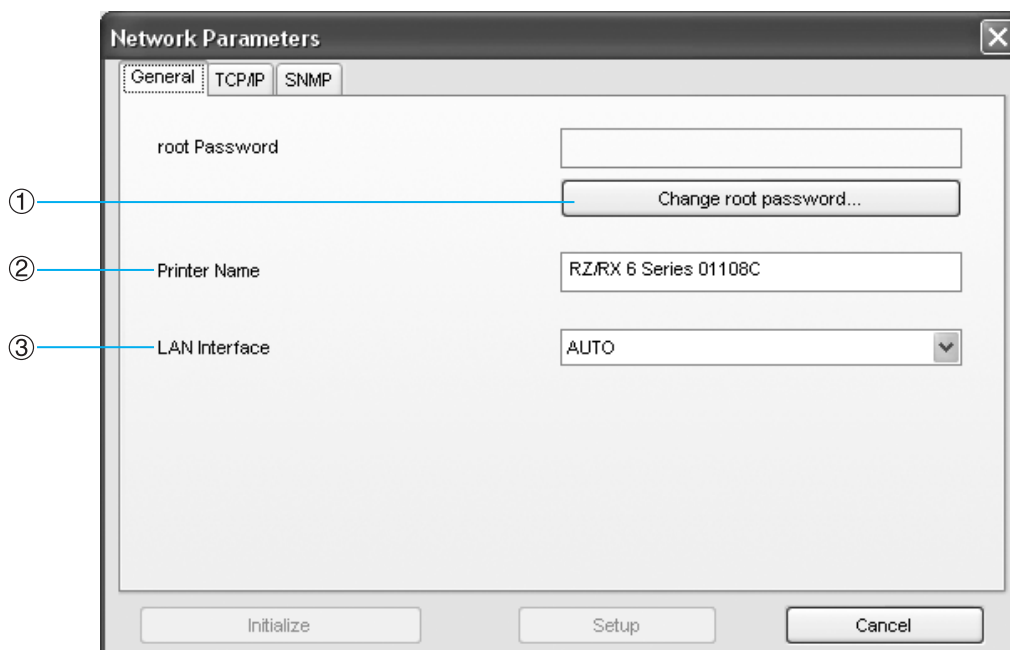 Network Parameters
General TCP/IP SNMP
root Password
① Change root password...
② Printer Name RZ/RX 6 Series 01108C
③ LAN Interface AUTO
Initialize Setup Cancel